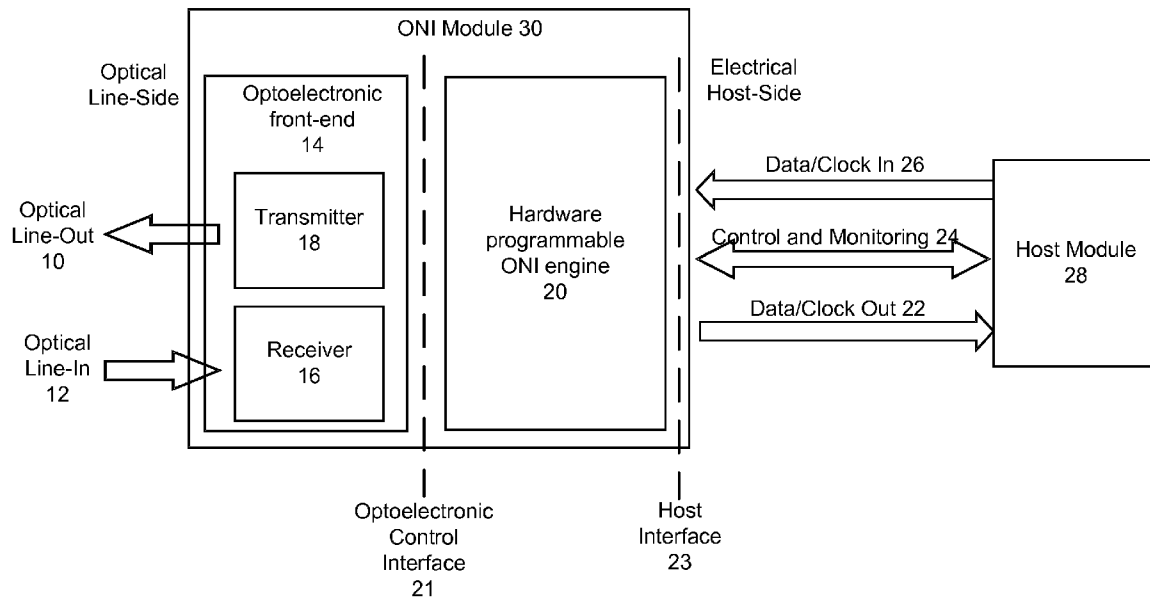 ONI Module 30
Optical
Line-Side
Optoelectronic
front-end
14
Electrical
Host-Side
Transmitter
18
Optical
Line-Out
10
Hardware
programmable
ONI engine
20
Data/Clock In 26
Control and Monitoring 24
Data/Clock Out 22
Host Module
28
Receiver
16
Optical
Line-In
12
Optoelectronic
Control
Interface
21
Host
Interface
23